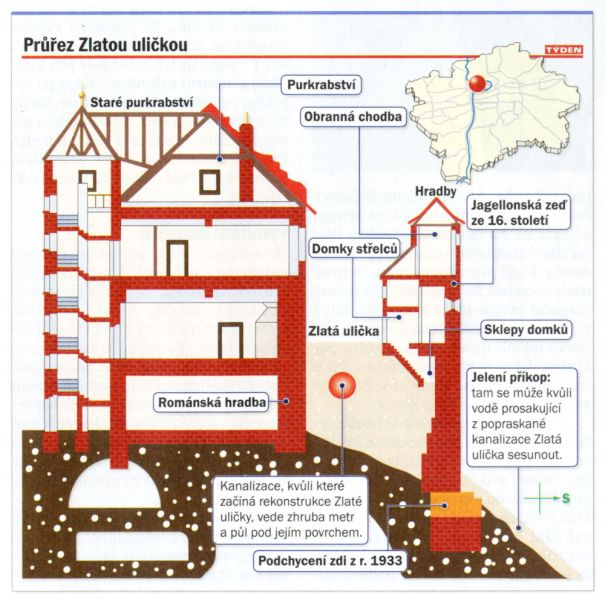 Průřez Zlatou uličkou
TÝDEN
Purkrabství
Staré purkrabství
Obranná chodba
Hradby
Jagellonská zeď
ze 16. století
Domky střelců
Zlatá ulička
Sklepy domků
Románská hradba
Jelení příkop:
tam se může kvůli
vodě prosakující
z popraskané
kanalizace Zlatá
ulička sesunout.
Kanalizace, kvůli které
začíná rekonstrukce Zlaté
uličky, vede zhruba metr
a půl pod jejím povrchem.
S
Podchycení zdi z r. 1933